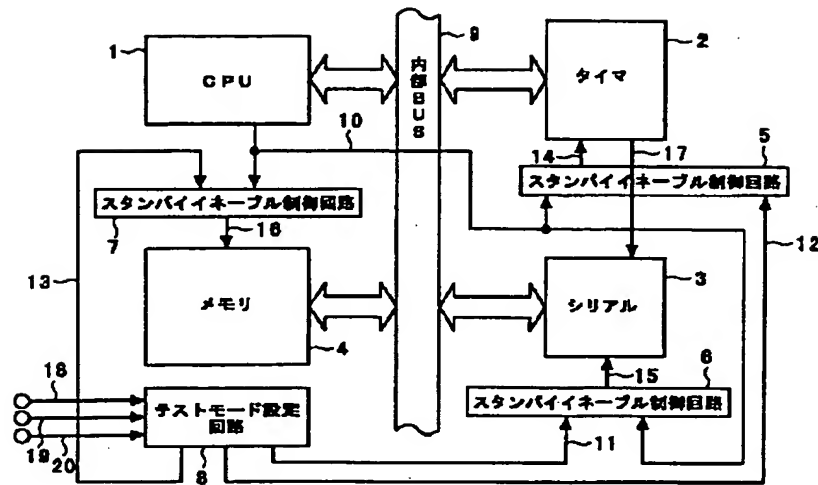 1
CPU
9
内部BUS
2
タイマ
10
14
17
5
スタンバイイネーブル制御回路
スタンバイイネーブル制御回路
7
16
13
12
メモリ
4
3
シリアル
15
6
スタンバイイネーブル制御回路
18
19
20
テストモード設定
回路
8
11